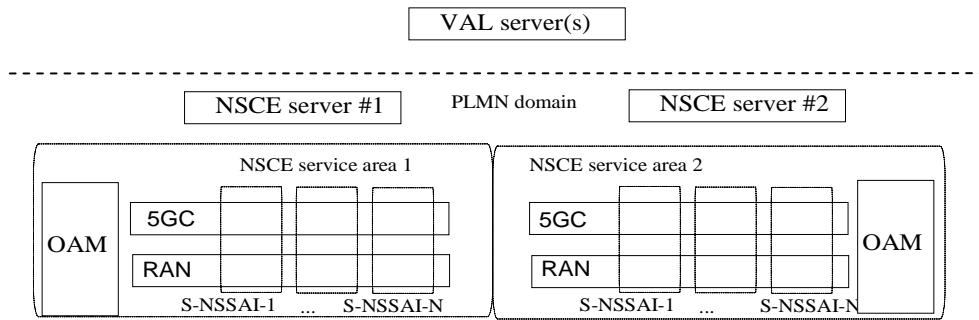 VAL server(s)
NSCE server #1
PLMN domain
NSCE server #2
NSCE service area 1
NSCE service area 2
OAM
5GC
RAN
S-NSSAI-1 ... S-NSSAI-N
5GC
RAN
S-NSSAI-1 ... S-NSSAI-N
OAM